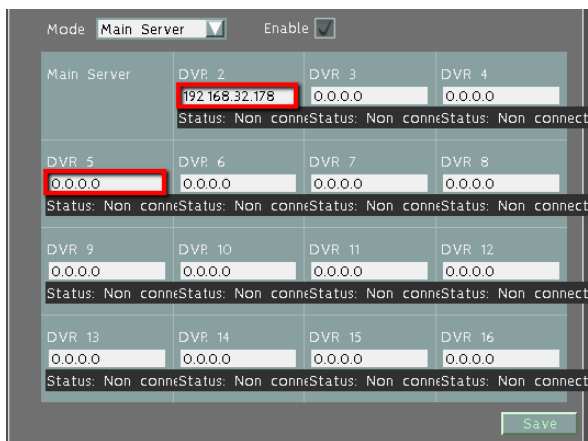 Mode Main Server Enable
Main Server DVR 2 DVR 3 DVR 4
192.168.32.178 0.0.0.0 0.0.0.0
Status: Non conne Status: Non conne Status: Non connect
DVR 5 DVR 6 DVR 7 DVR 8
0.0.0.0 0.0.0.0 0.0.0.0 0.0.0.0
Status: Non conne Status: Non conne Status: Non conne Status: Non connect
DVR 9 DVR 10 DVR 11 DVR 12
0.0.0.0 0.0.0.0 0.0.0.0 0.0.0.0
Status: Non conne Status: Non conne Status: Non conne Status: Non connect
DVR 13 DVR 14 DVR 15 DVR 16
0.0.0.0 0.0.0.0 0.0.0.0 0.0.0.0
Status: Non conne Status: Non conne Status: Non conne Status: Non connect
Save